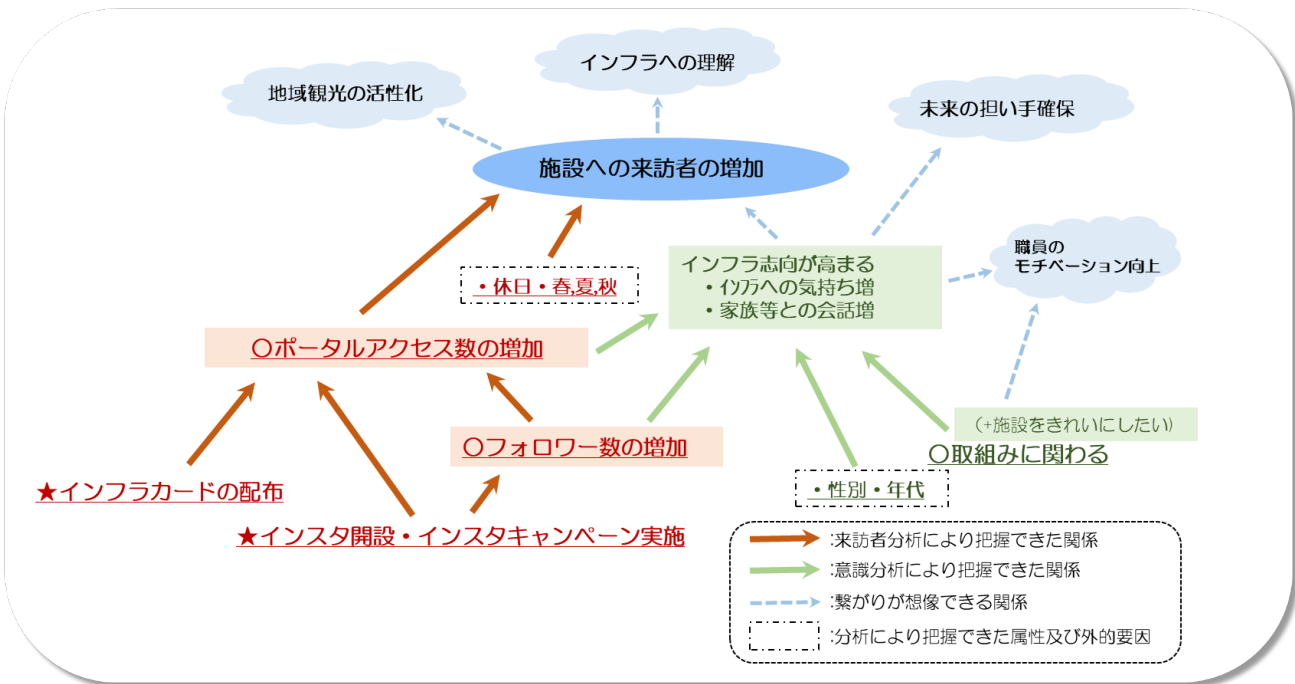 インフラへの理解
地域観光の活性化
未来の担い手確保
施設への来訪者の増加
職員の
モチベーション向上
インフラ志向が高まる
・インフラへの気持ち増
・家族等との会話増
・休日・春,夏,秋
〇ポータルアクセス数の増加
(+施設をきれいにしたい)
〇取組みに関わる
〇フォロワー数の増加
・性別・年代
★インフラカードの配布
★インスタ開設・インスタキャンペーン実施
:来訪者分析により把握できた関係
:意識分析により把握できた関係
:繋がりが想像できる関係
:分析により把握できた属性及び外的要因